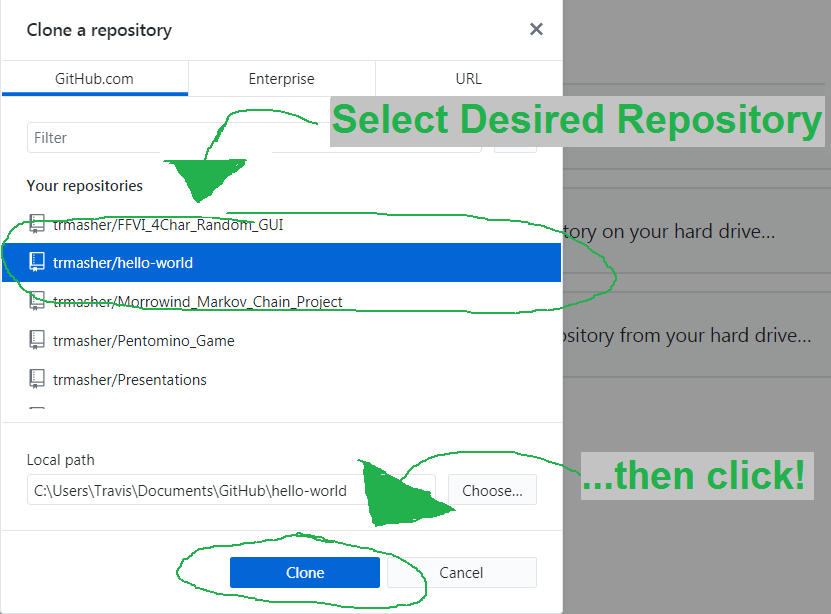 Clone a repository
GitHub.com
Enterprise
URL
Select Desired Repository
Filter
Your repositories
trmasher/FFVI_4Char_Random_GUI
tory on your hard drive...
trmasher/hello-world
trmasher/Morrowind_Markov_Chain_Project
pository from your hard drive...
trmasher/Pentomino_Game
trmasher/Presentations
Local path
...then click!
C:\Users\Travis\Documents\GitHub\hello-world
Choose...
Clone
Cancel